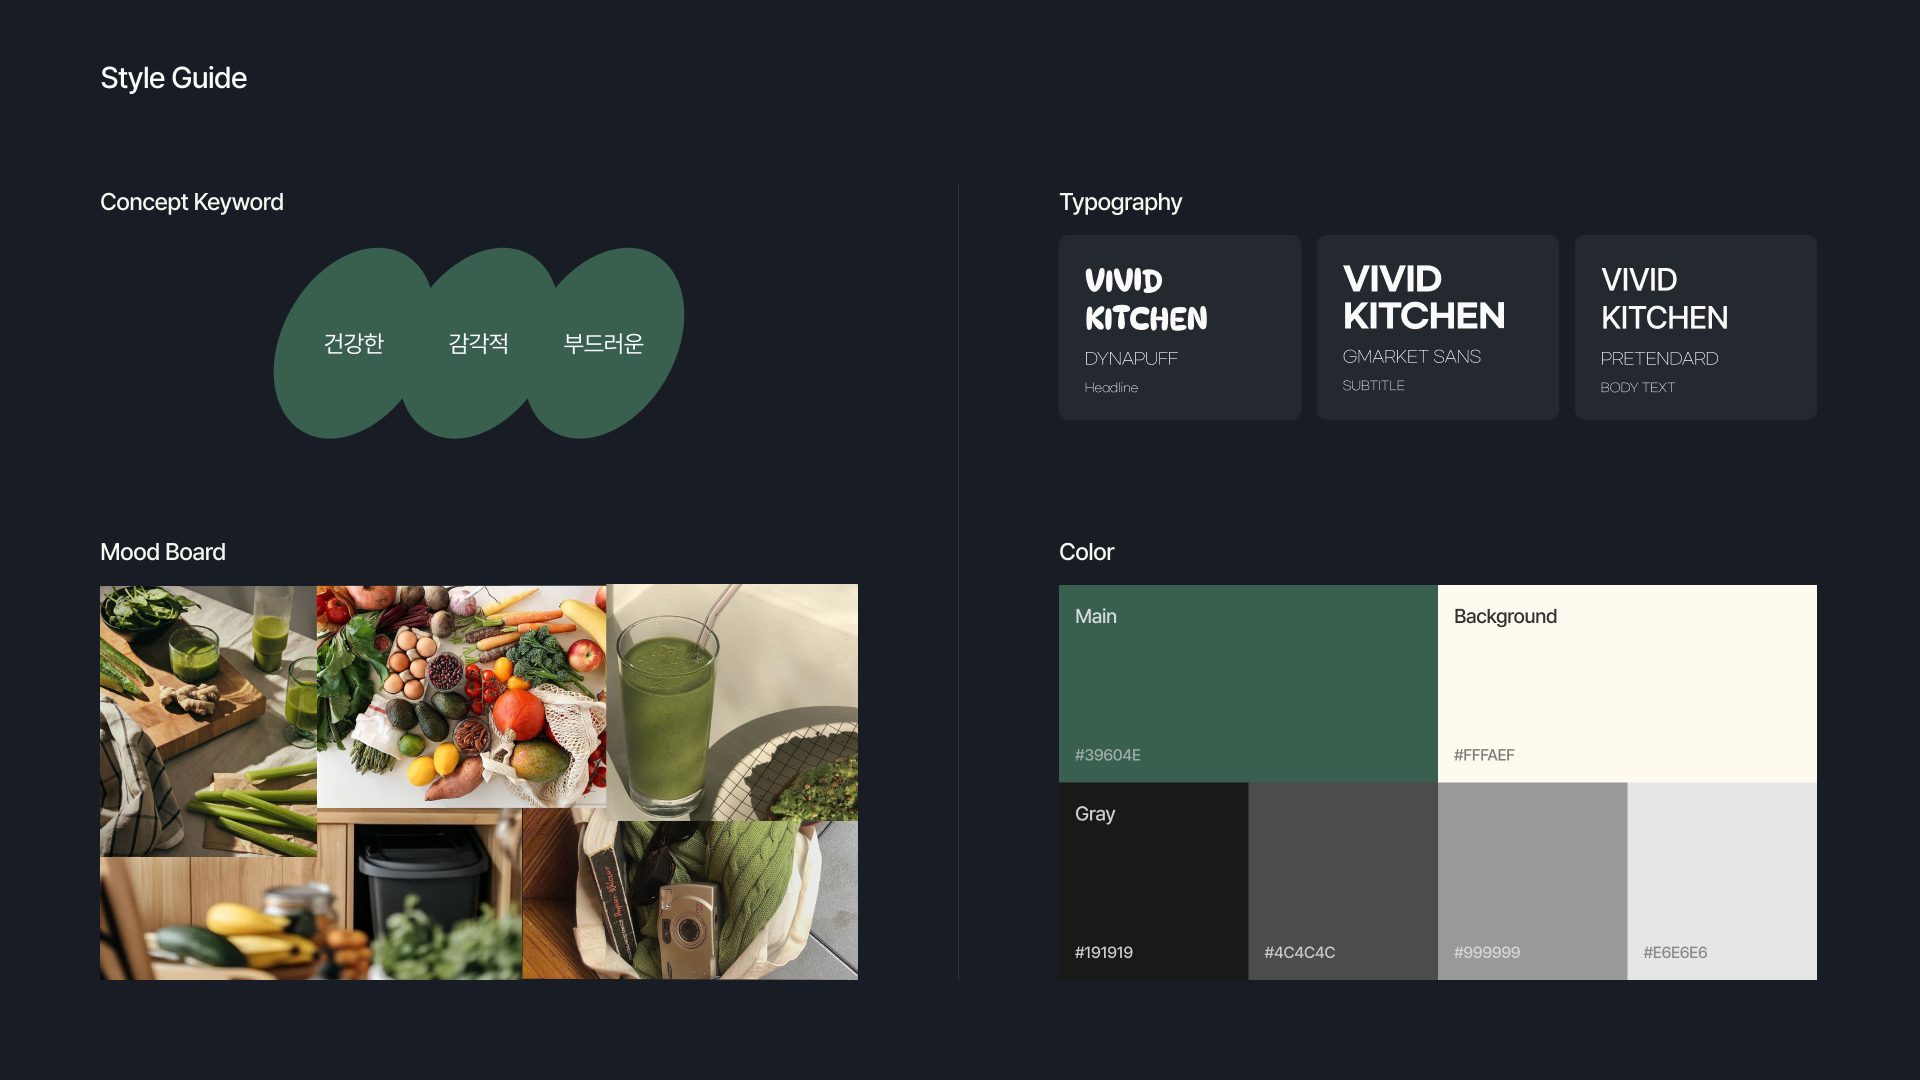 Style Guide
Concept Keyword
건강한
감각적
부드러운
Typography
VIVID
KITCHEN
DYNAPUFF
Headline
VIVID
KITCHEN
GMARKET SANS
SUBTITLE
VIVID
KITCHEN
PRETENDARD
BODY TEXT
Mood Board
Color
Main
#39604E
Background
#FFFAEF
Gray
#191919
#4C4C4C
#999999
#E6E6E6